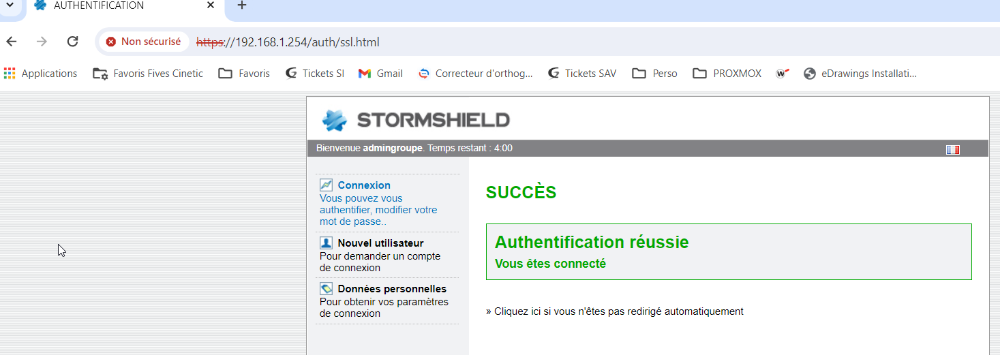 AUTHENTIFICATION
Non sécurisé https://192.168.1.254/auth/ssl.html
Applications Favoris Fives Cinetic Favoris Tickets SI Gmail Correcteur d'orthog... Tickets SAV Perso PROXMOX W eDrawings Installati...
STORMSHIELD
Bienvenue admingroupe. Temps restant : 4:00
Connexion
Vous pouvez vous
authentifier, modifier votre
mot de passe..
Nouvel utilisateur
Pour demander un compte
de connexion
Données personnelles
Pour obtenir vos paramètres
de connexion
SUCCÈS
Authentification réussie
Vous êtes connecté
» Cliquez ici si vous n'êtes pas redirigé automatiquement